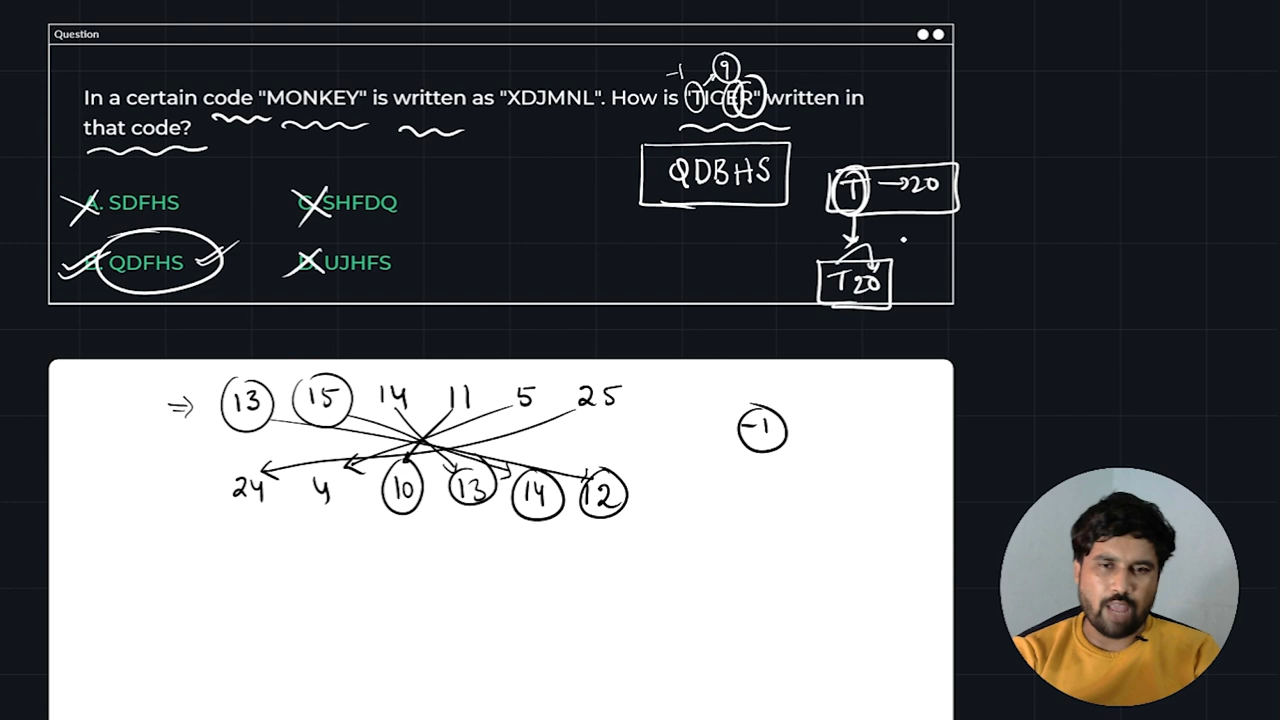 Question
-1 9
In a certain code "MONKEY" is written as "XDJMNL". How is "TIGER" written in
that code?
QDBHS
T → 20
A. SDFHS
C. SHFDQ
B. QDFHS
D. UJHFS
T20
⇒ 13 15 14 11 5 25
-1
24 4 10 13 14 12